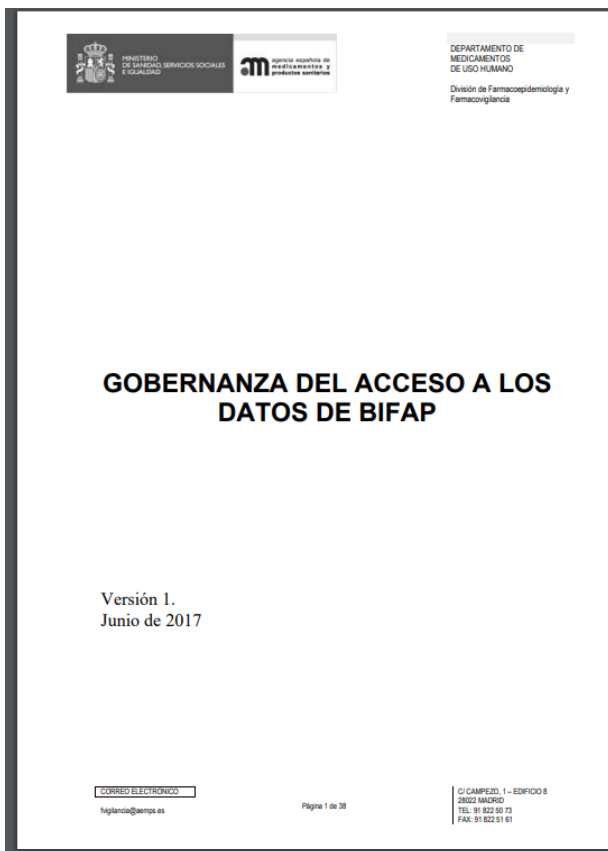 MINISTERIO
DE SANIDAD, SERVICIOS SOCIALES
E IGUALDAD
agencia española de
medicamentos y
productos sanitarios
DEPARTAMENTO DE
MEDICAMENTOS
DE USO HUMANO
División de Farmacoepidemiología y
Farmacovigilancia
GOBERNANZA DEL ACCESO A LOS
DATOS DE BIFAP
Versión 1.
Junio de 2017
CORREO ELECTRÓNICO
fvigilancia@aemps.es
Página 1 de 38
C/ CAMPEZO, 1 – EDIFICIO 8
28022 MADRID
TEL: 91 822 50 73
FAX: 91 822 51 61